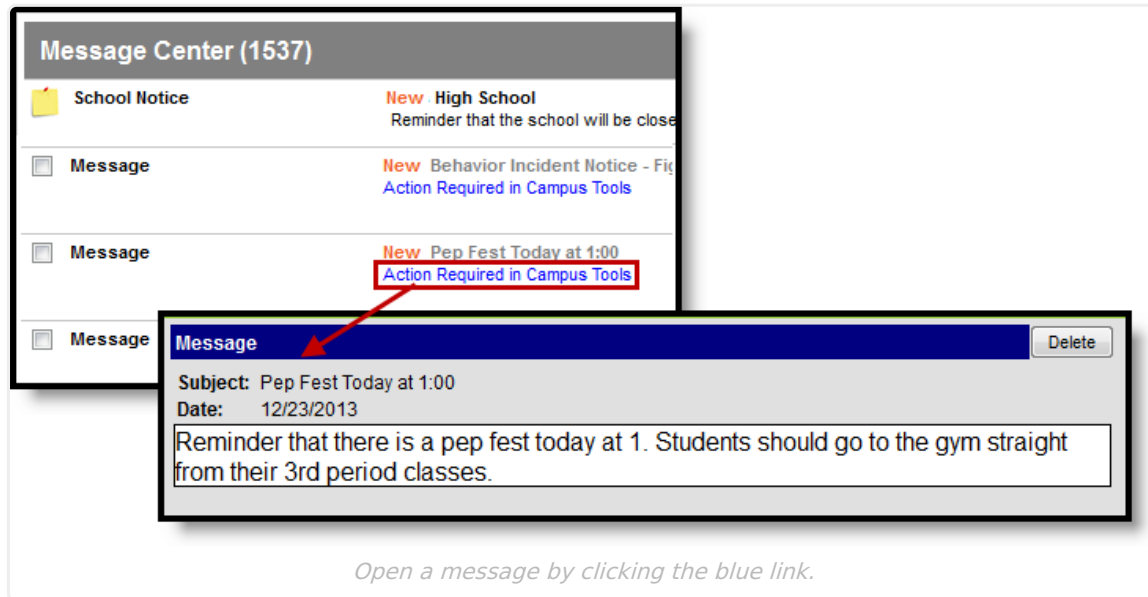 Message Center (1537)
School Notice New High School
Reminder that the school will be close
Message New Behavior Incident Notice -
Action Required in Campus Tools
Message New Pep Fest Today at 1:00
Action Required in Campus Tools
Message
Message Delete
Subject: Pep Fest Today at 1:00
Date: 12/23/2013
Reminder that there is a pep fest today at 1. Students should go to the gym straight
from their 3rd period classes.
Open a message by clicking the blue link.